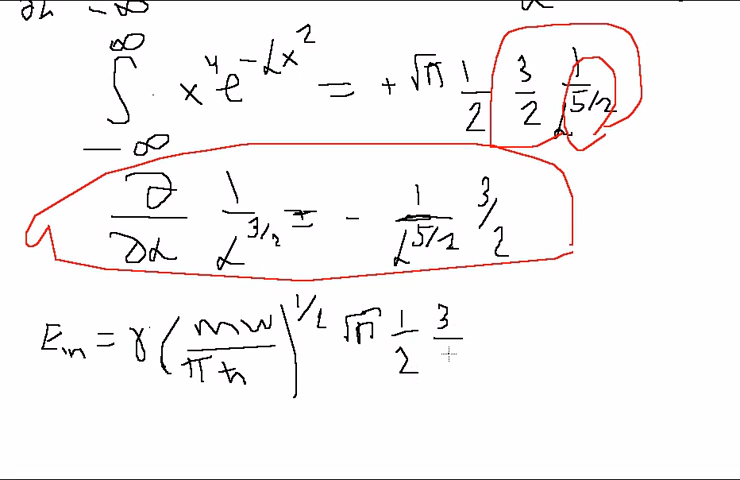 ∫_{-∞}^{∞} x⁴ e^{-αx²} = + √π 1/2 3/2 1/α^{5/2}
∂/∂α 1/α^{3/2} = - 1/α^{5/2} 3/2
E_m = γ (mω/πħ)^{1/2} √π 1/2 3/